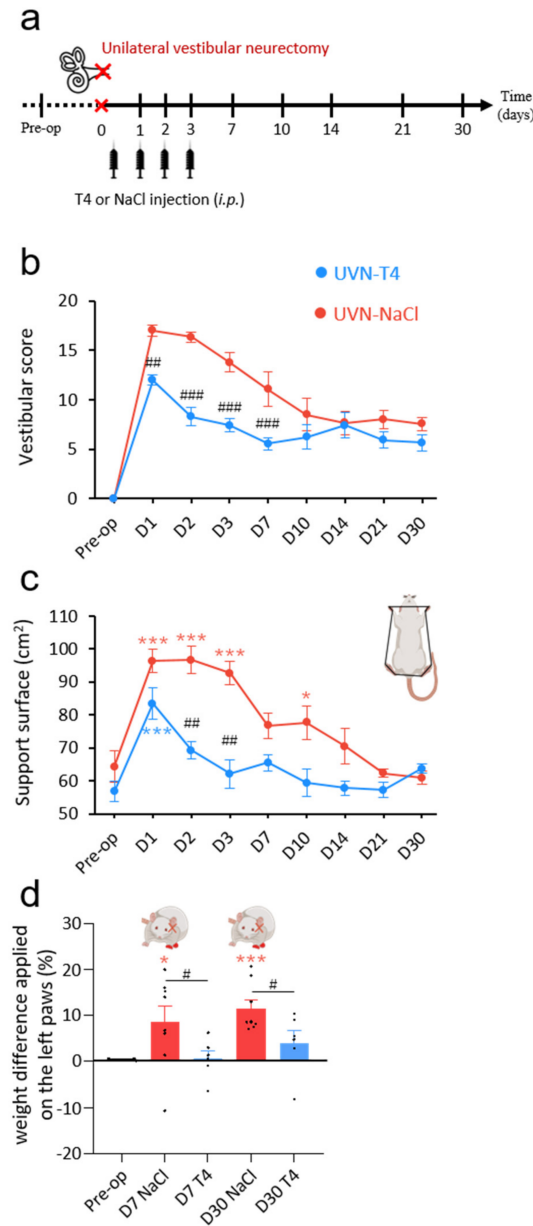 a
Unilateral vestibular neurectomy
Time
(days)
Pre-op 0 1 2 3 7 10 14 21 30
T4 or NaCl injection (i.p.)
b
UVN-T4
UVN-NaCl
20
15
10
5
0
Vestibular score
##
###
###
###
Pre-op D1 D2 D3 D7 D10 D14 D21 D30
c
110
100
90
80
70
60
50
Support surface (cm²)
*** *** *** *
***
##
##
Pre-op D1 D2 D3 D7 D10 D14 D21 D30
d
30
20
10
0
-10
-20
weight difference applied
on the left paws (%)
* ***
# #
Pre-op D7 NaCl D7 T4 D30 NaCl D30 T4